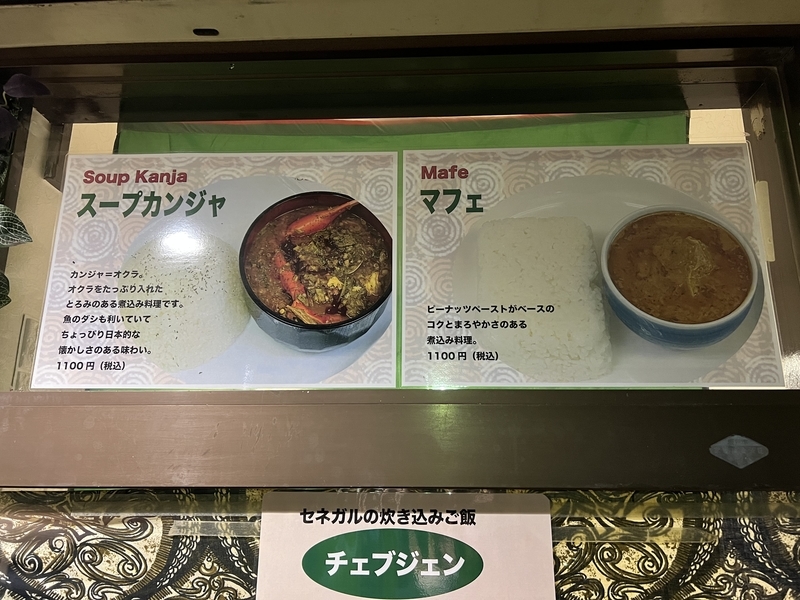 Soup Kanja
スープカンジャ
カンジャ＝オクラ。
オクラをたっぷり入れた
とろみのある煮込み料理です。
魚のダシも利いていて
ちょっぴり日本的な
懐かしさのある味わい。
1100円（税込）
Mafe
マフェ
ピーナッツペーストがベースの
コクとまろやかさのある
煮込み料理。
1100円（税込）
セネガルの炊き込みご飯
チェブジェン